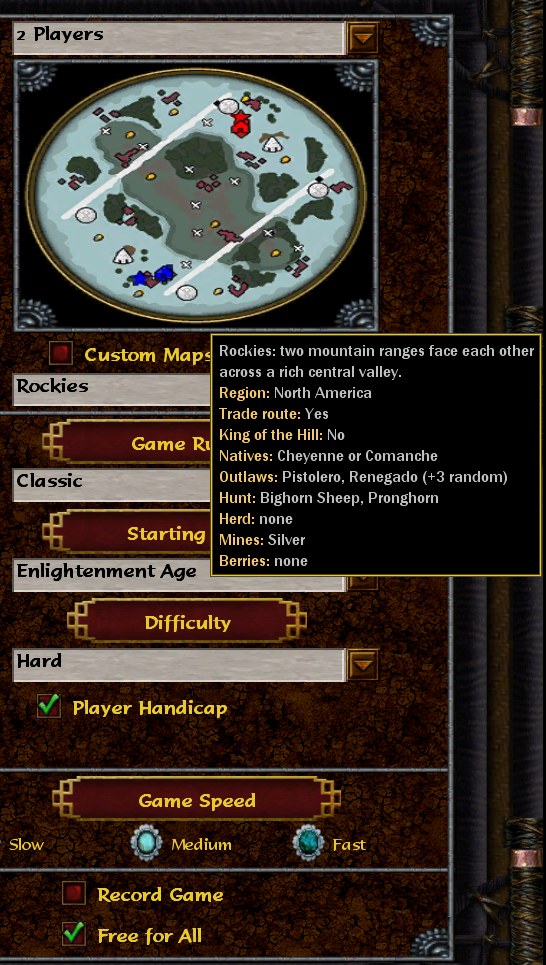 2 Players
Custom Maps
Rockies
Rockies: two mountain ranges face each other
across a rich central valley.
Region: North America
Trade route: Yes
King of the Hill: No
Natives: Cheyenne or Comanche
Outlaws: Pistolero, Renegado (+3 random)
Hunt: Bighorn Sheep, Pronghorn
Herd: none
Mines: Silver
Berries: none
Game Ru
Classic
Starting
Enlightenment Age
Difficulty
Hard
Player Handicap
Game Speed
Slow
Medium
Fast
Record Game
Free for All